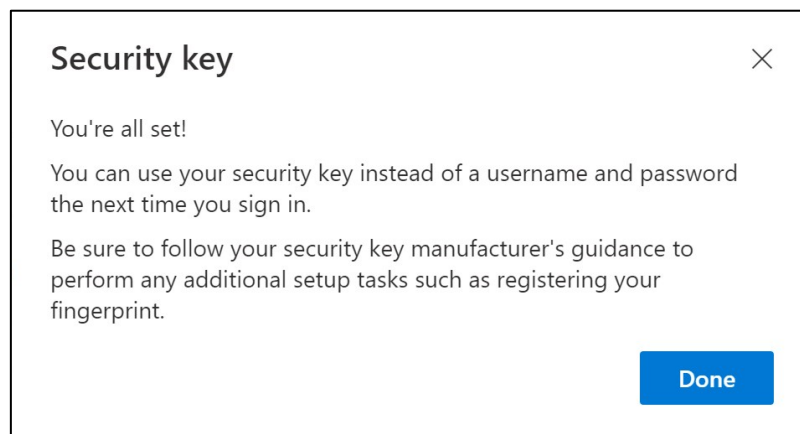 Security key
You're all set!
You can use your security key instead of a username and password
the next time you sign in.
Be sure to follow your security key manufacturer's guidance to
perform any additional setup tasks such as registering your
fingerprint.
Done